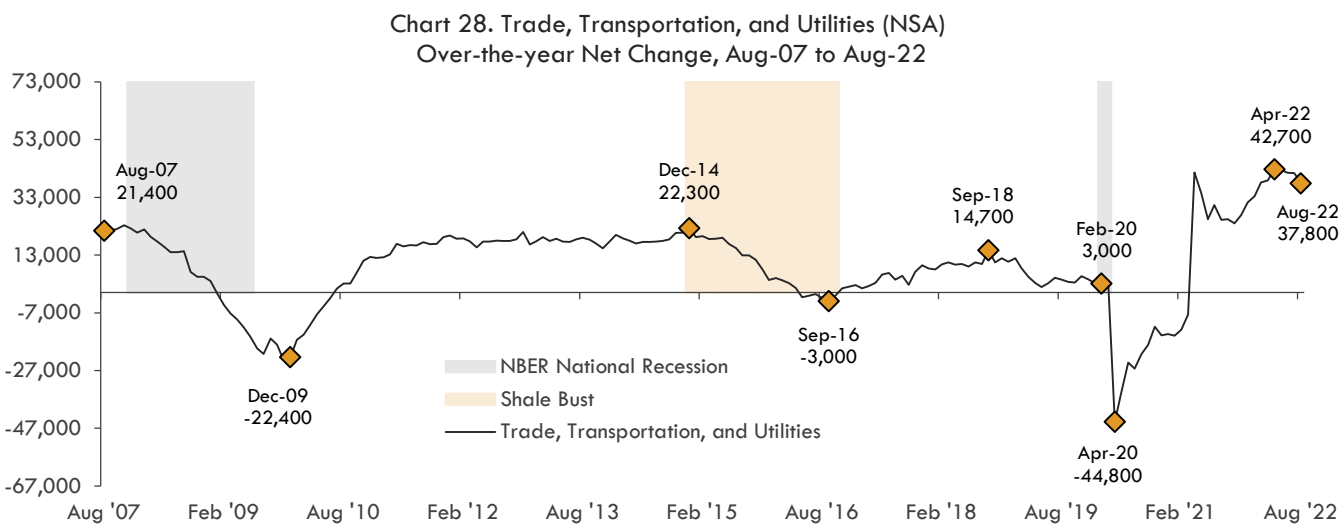 Chart 28. Trade, Transportation, and Utilities (NSA)
Over-the-year Net Change, Aug-07 to Aug-22
73,000
53,000
33,000
13,000
-7,000
-27,000
-47,000
-67,000
Aug-07
21,400
Dec-09
-22,400
Dec-14
22,300
Sep-16
-3,000
Sep-18
14,700
Feb-20
3,000
Apr-20
-44,800
Apr-22
42,700
Aug-22
37,800
NBER National Recession
Shale Bust
Trade, Transportation, and Utilities
Aug '07 Feb '09 Aug '10 Feb '12 Aug '13 Feb '15 Aug '16 Feb '18 Aug '19 Feb '21 Aug '22